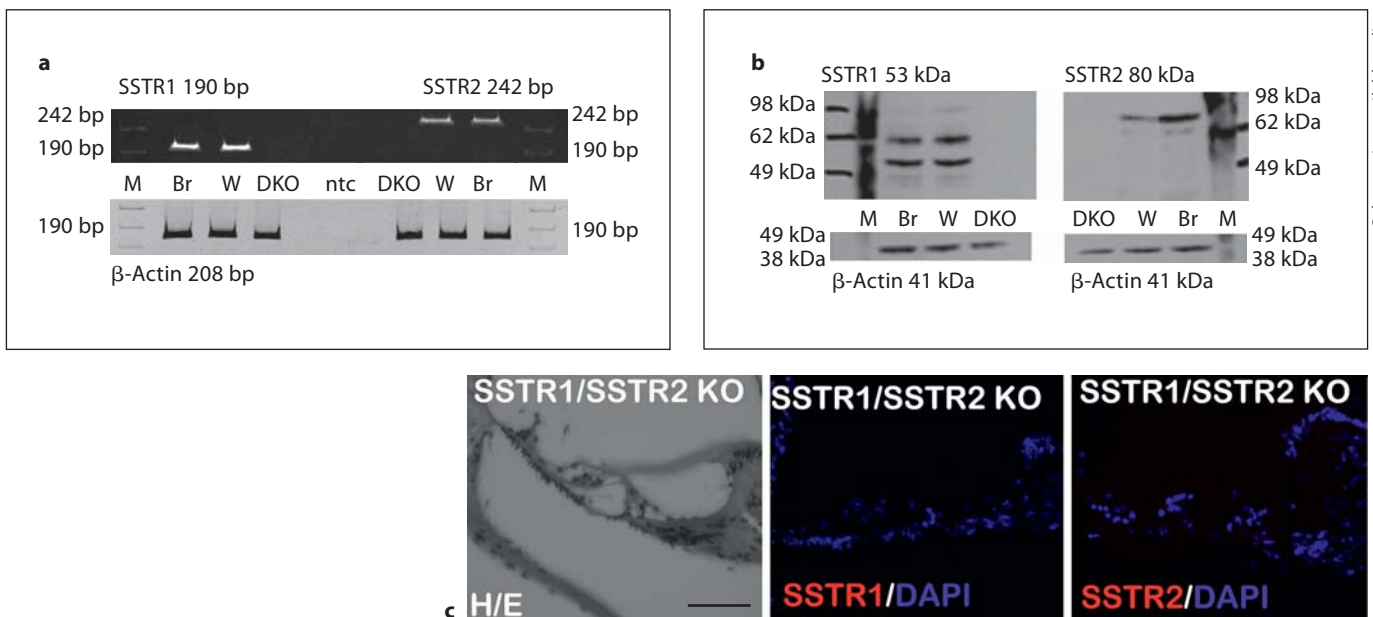 a
SSTR1 190 bp
SSTR2 242 bp
242 bp
242 bp
190 bp
190 bp
M Br W DKO ntc DKO W Br M
190 bp
190 bp
β-Actin 208 bp
b
SSTR1 53 kDa
SSTR2 80 kDa
98 kDa
62 kDa
49 kDa
98 kDa
62 kDa
49 kDa
M Br W DKO
DKO W Br M
49 kDa
38 kDa
49 kDa
38 kDa
β-Actin 41 kDa
β-Actin 41 kDa
c
SSTR1/SSTR2 KO
H/E
SSTR1/SSTR2 KO
SSTR1/DAPI
SSTR1/SSTR2 KO
SSTR2/DAPI